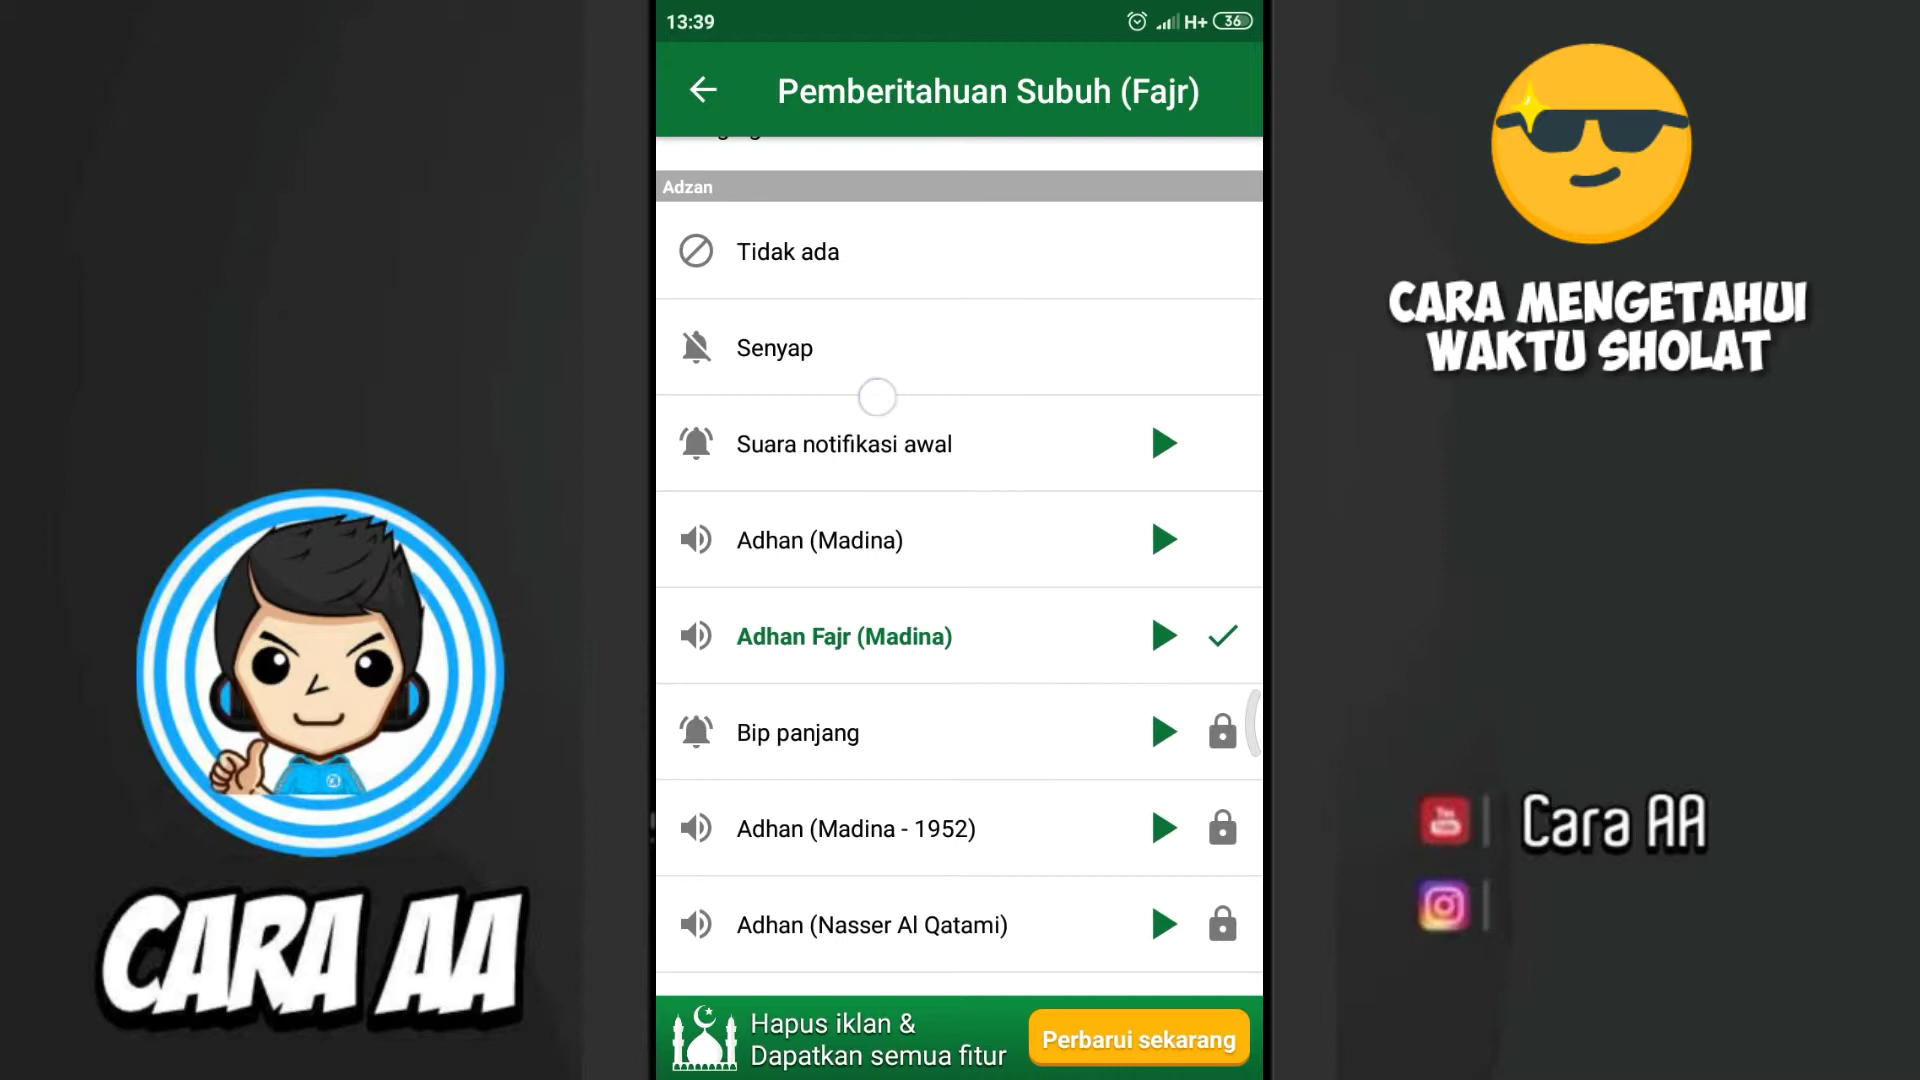 13:39
H+ 36
Pemberitahuan Subuh (Fajr)
Adzan
Tidak ada
Senyap
Suara notifikasi awal
Adhan (Madina)
Adhan Fajr (Madina)
Bip panjang
Adhan (Madina - 1952)
Adhan (Nasser Al Qatami)
Hapus iklan &
Dapatkan semua fitur
Perbarui sekarang
CARA MENGETAHUI
WAKTU SHOLAT
CARA AA
Cara AA